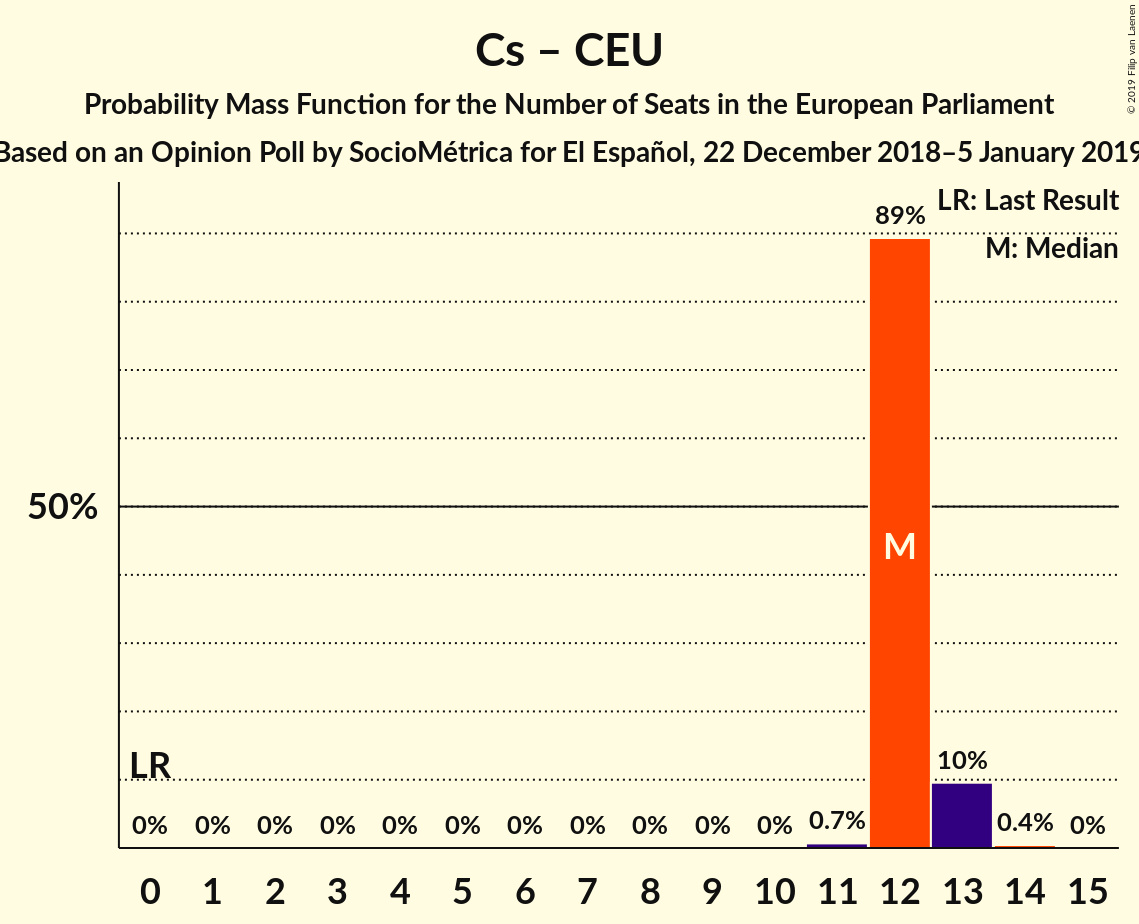 Cs – CEU
Probability Mass Function for the Number of Seats in the European Parliament
Based on an Opinion Poll by SocioMétrica for El Español, 22 December 2018–5 January 2019
© 2019 Filip van Laenen
LR: Last Result
M: Median
89%
50%
M
LR
10%
0% 0% 0% 0% 0% 0% 0% 0% 0% 0% 0% 0.7% 0.4% 0%
0 1 2 3 4 5 6 7 8 9 10 11 12 13 14 15